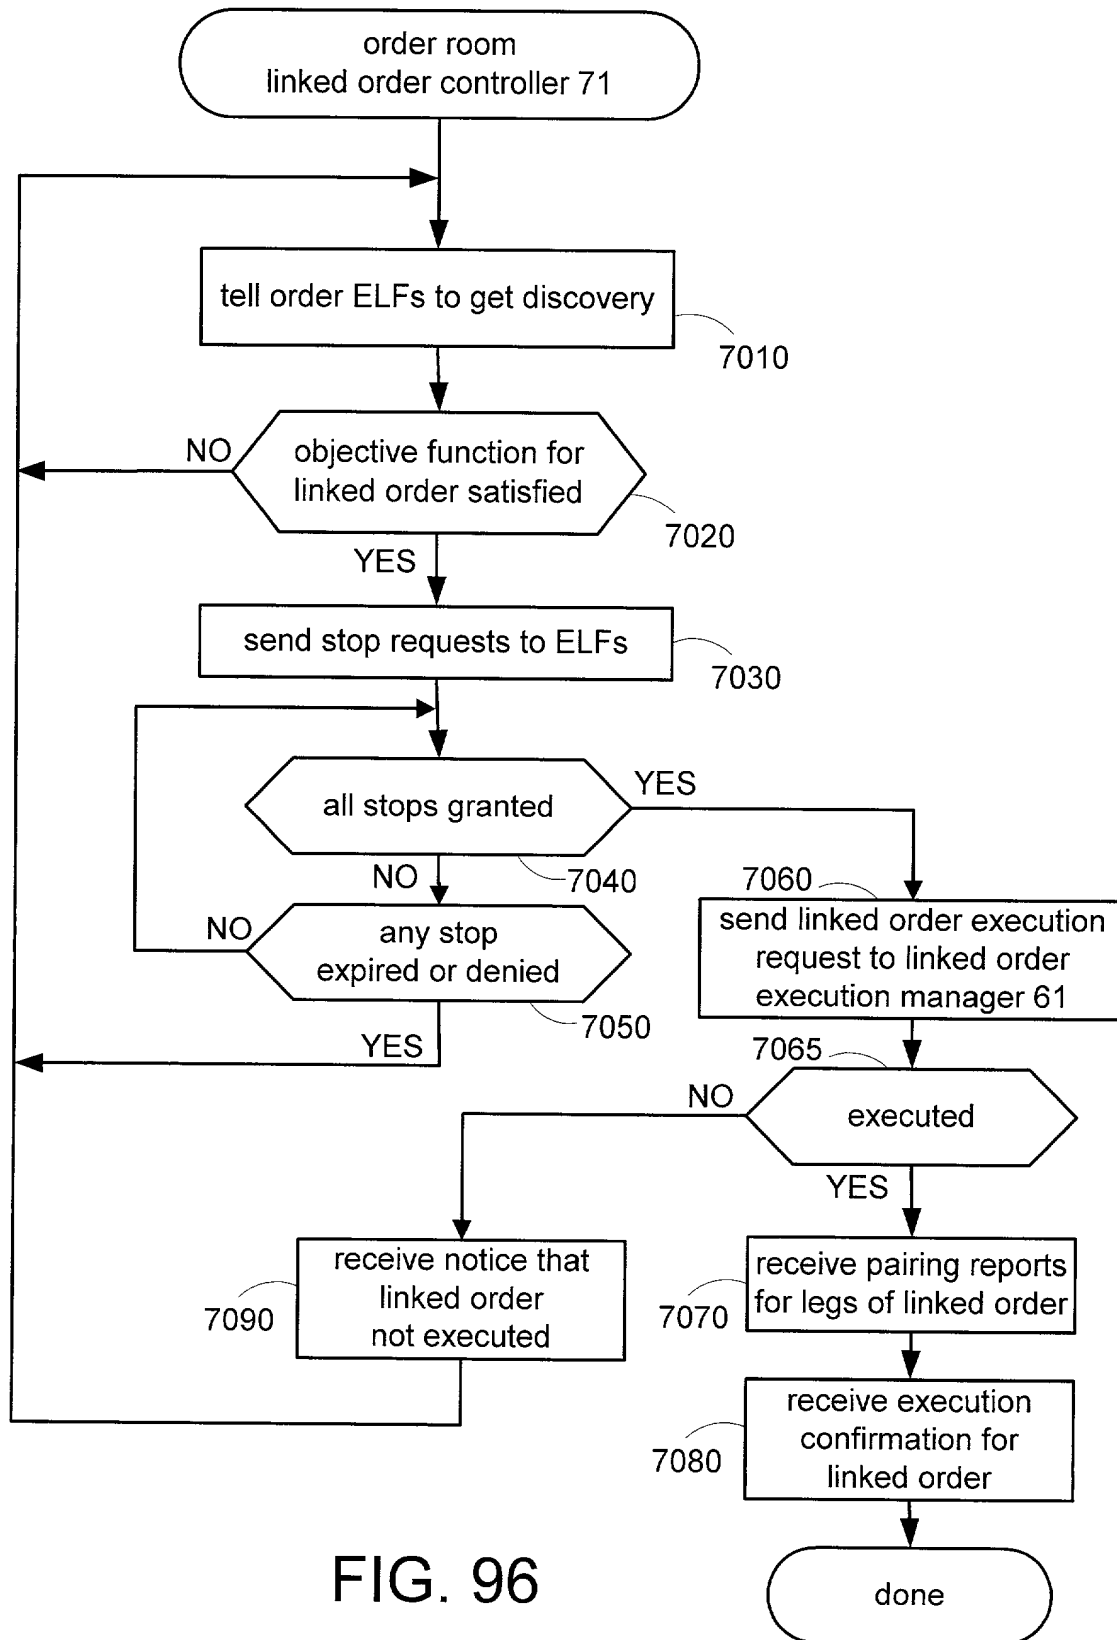 order room
linked order controller 71
tell order ELFs to get discovery
7010
NO
objective function for
linked order satisfied
7020
YES
send stop requests to ELFs
7030
all stops granted
YES
7040
NO
NO
any stop
expired or denied
7050
YES
7060
send linked order execution
request to linked order
execution manager 61
7065
NO
executed
YES
receive notice that
linked order
not executed
7090
receive pairing reports
for legs of linked order
7070
receive execution
confirmation for
linked order
7080
done
FIG. 96